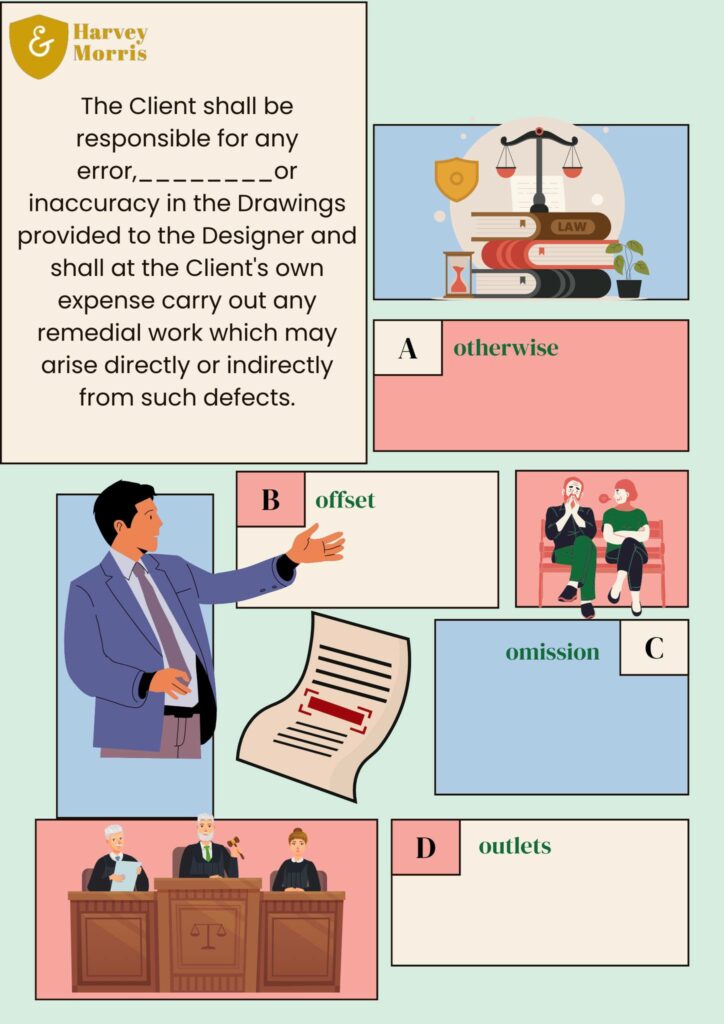 &
Harvey
Morris
The Client shall be
responsible for any
error,________or
inaccuracy in the Drawings
provided to the Designer and
shall at the Client's own
expense carry out any
remedial work which may
arise directly or indirectly
from such defects.
LAW
A otherwise
B offset
omission C
D outlets